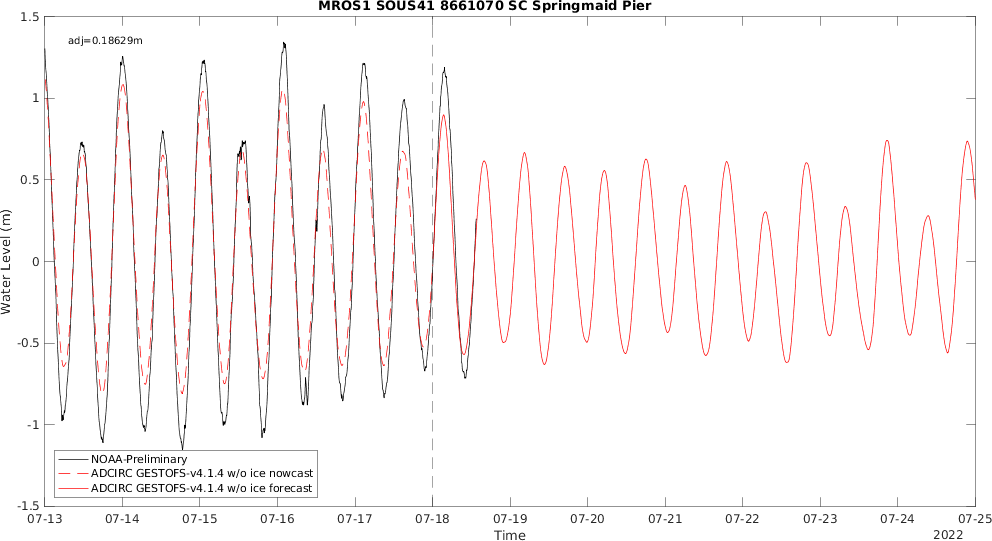 MROS1 SOUS41 8661070 SC Springmaid Pier
adj=0.18629m
1.5
1
0.5
0
-0.5
-1
-1.5
Water Level (m)
NOAA-Preliminary
ADCIRC GESTOFS-v4.1.4 w/o ice nowcast
ADCIRC GESTOFS-v4.1.4 w/o ice forecast
07-13 07-14 07-15 07-16 07-17 07-18 07-19 07-20 07-21 07-22 07-23 07-24 07-25
Time
2022